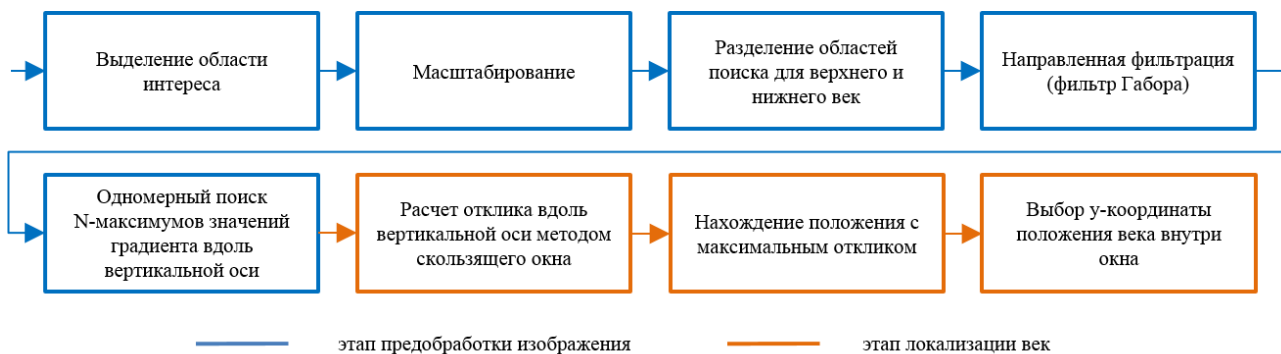 Выделение области
интереса
Масштабирование
Разделение областей
поиска для верхнего и
нижнего век
Направленная фильтрация
(фильтр Габора)
Одномерный поиск
N-максимумов значений
градиента вдоль
вертикальной оси
Расчет отклика вдоль
вертикальной оси методом
скользящего окна
Нахождение положения с
максимальным откликом
Выбор y-координаты
положения века внутри
окна
этап предобработки изображения
этап локализации век